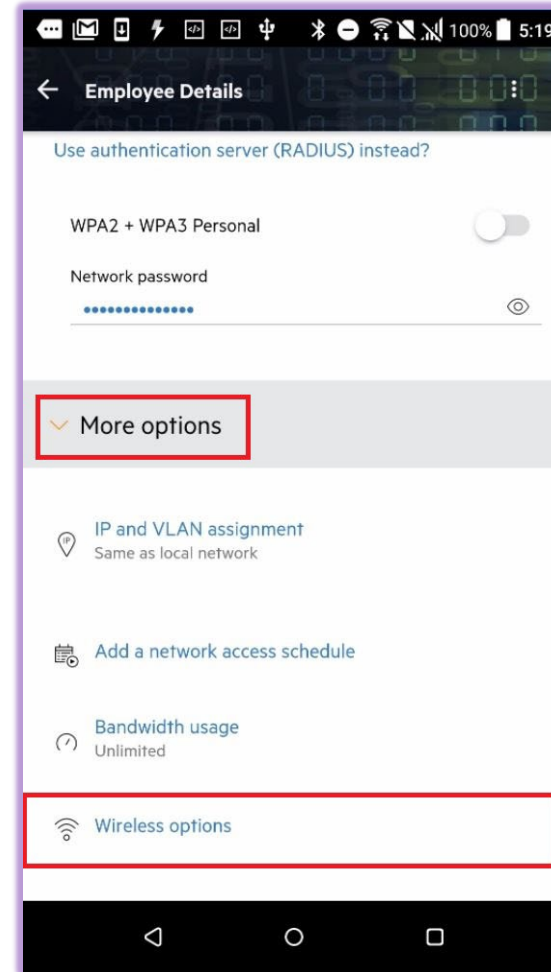 100% 5:19
Employee Details
Use authentication server (RADIUS) instead?
WPA2 + WPA3 Personal
Network password
••••••••••••••
More options
IP
IP and VLAN assignment
Same as local network
Add a network access schedule
Bandwidth usage
Unlimited
Wireless options